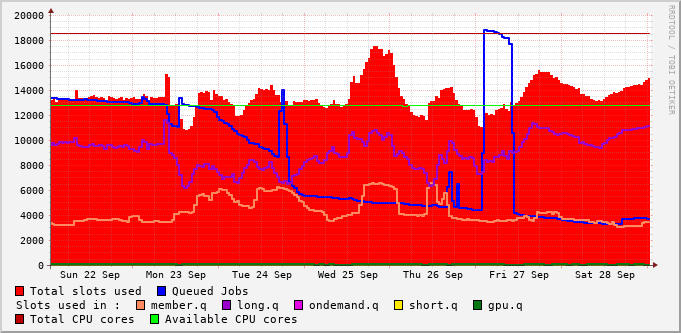 20000
18000
16000
14000
12000
10000
8000
6000
4000
2000
0
Sun 22 Sep Mon 23 Sep Tue 24 Sep Wed 25 Sep Thu 26 Sep Fri 27 Sep Sat 28 Sep
Total slots used Queued Jobs
Slots used in : member.q long.q ondemand.q short.q gpu.q
Total CPU cores Available CPU cores
RRDTOOL / TOBI OETIKER